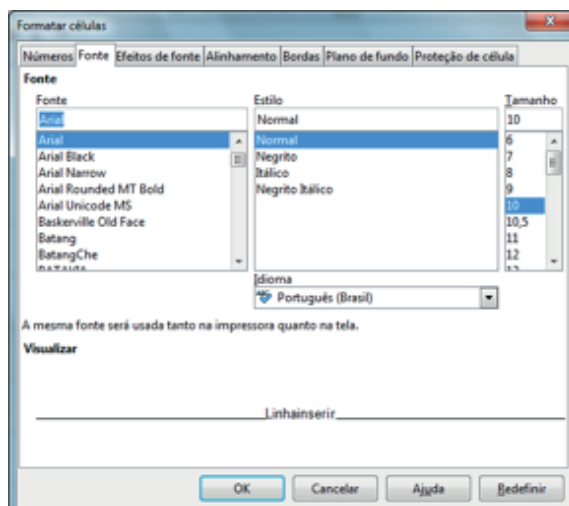 Formatar células
Números Fonte Efeitos de fonte Alinhamento Bordas Plano de fundo Proteção de célula
Fonte
Fonte Estilo Tamanho
Arial Normal 10
Arial Normal 6
Arial Black Negrito 7
Arial Narrow Itálico 8
Arial Rounded MT Bold Negrito Itálico 9
Arial Unicode MS 10
Baskerville Old Face 10,5
Batang 11
BatangChe 12
Idioma
Português (Brasil)
A mesma fonte será usada tanto na impressora quanto na tela.
Visualizar
Linhainserir
OK Cancelar Ajuda Redefinir